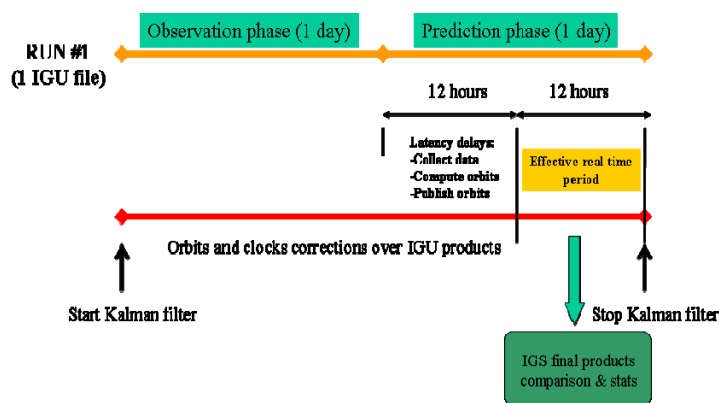 Observation phase (1 day)
Prediction phase (1 day)
RUN #1
(1 IGU file)
12 hours
12 hours
Latency delays:
-Collect data
-Compute orbits
-Publish orbits
Effective real time
period
Orbits and clocks corrections over IGU products
Start Kalman filter
Stop Kalman filter
IGS final products
comparison & stats